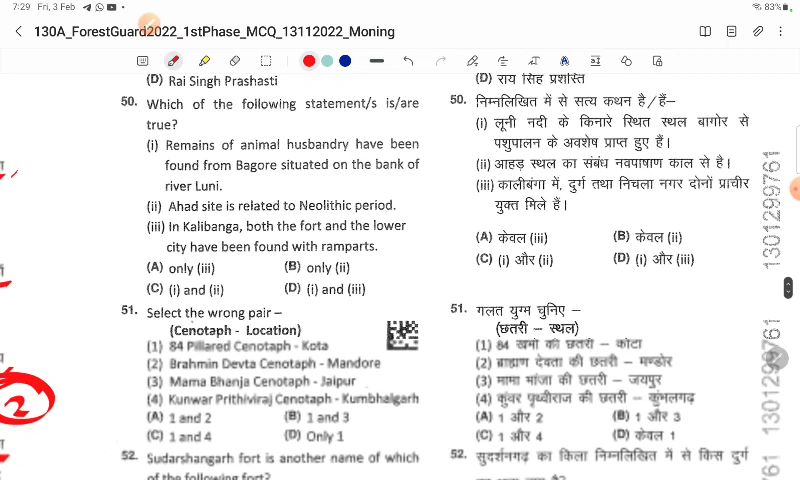 7:29 Fri, 3 Feb
83%
130A_ForestGuard2022_1stPhase_MCQ_13112022_Moning
(D) Rai Singh Prashasti
50. Which of the following statement/s is/are
true?
(i) Remains of animal husbandry have been
found from Bagore situated on the bank of
river Luni.
(ii) Ahad site is related to Neolithic period.
(iii) In Kalibanga, both the fort and the lower
city have been found with ramparts.
(A) only (iii) (B) only (ii)
(C) (i) and (ii) (D) (i) and (iii)
51. Select the wrong pair –
(Cenotaph - Location)
(1) 84 Pillared Cenotaph - Kota
(2) Brahmin Devta Cenotaph - Mandore
(3) Mama Bhanja Cenotaph - Jaipur
(4) Kunwar Prithiviraj Cenotaph - Kumbhalgarh
(A) 1 and 2 (B) 1 and 3
(C) 1 and 4 (D) Only 1
52. Sudarshangarh fort is another name of which
of the following fort?
(D) राय सिंह प्रशस्ति
50. निम्नलिखित में से सत्य कथन है / हैं–
(i) लूनी नदी के किनारे स्थित स्थल बागोर से
पशुपालन के अवशेष प्राप्त हुए हैं।
(ii) आहड़ स्थल का संबंध नवपाषाण काल से है।
(iii) कालीबंगा में, दुर्ग तथा निचला नगर दोनों प्राचीर
युक्त मिले हैं।
(A) केवल (iii) (B) केवल (ii)
(C) (i) और (ii) (D) (i) और (iii)
51. गलत युग्म चुनिए –
(छतरी – स्थल)
(1) 84 खंभों की छतरी – कोटा
(2) ब्राह्मण देवता की छतरी – मण्डोर
(3) मामा भांजा की छतरी – जयपुर
(4) कुंवर पृथ्वीराज की छतरी – कुंभलगढ़
(A) 1 और 2 (B) 1 और 3
(C) 1 और 4 (D) केवल 1
52. सुदर्शनगढ़ का किला निम्नलिखित में से किस दुर्ग
1301299761
1301299761
2